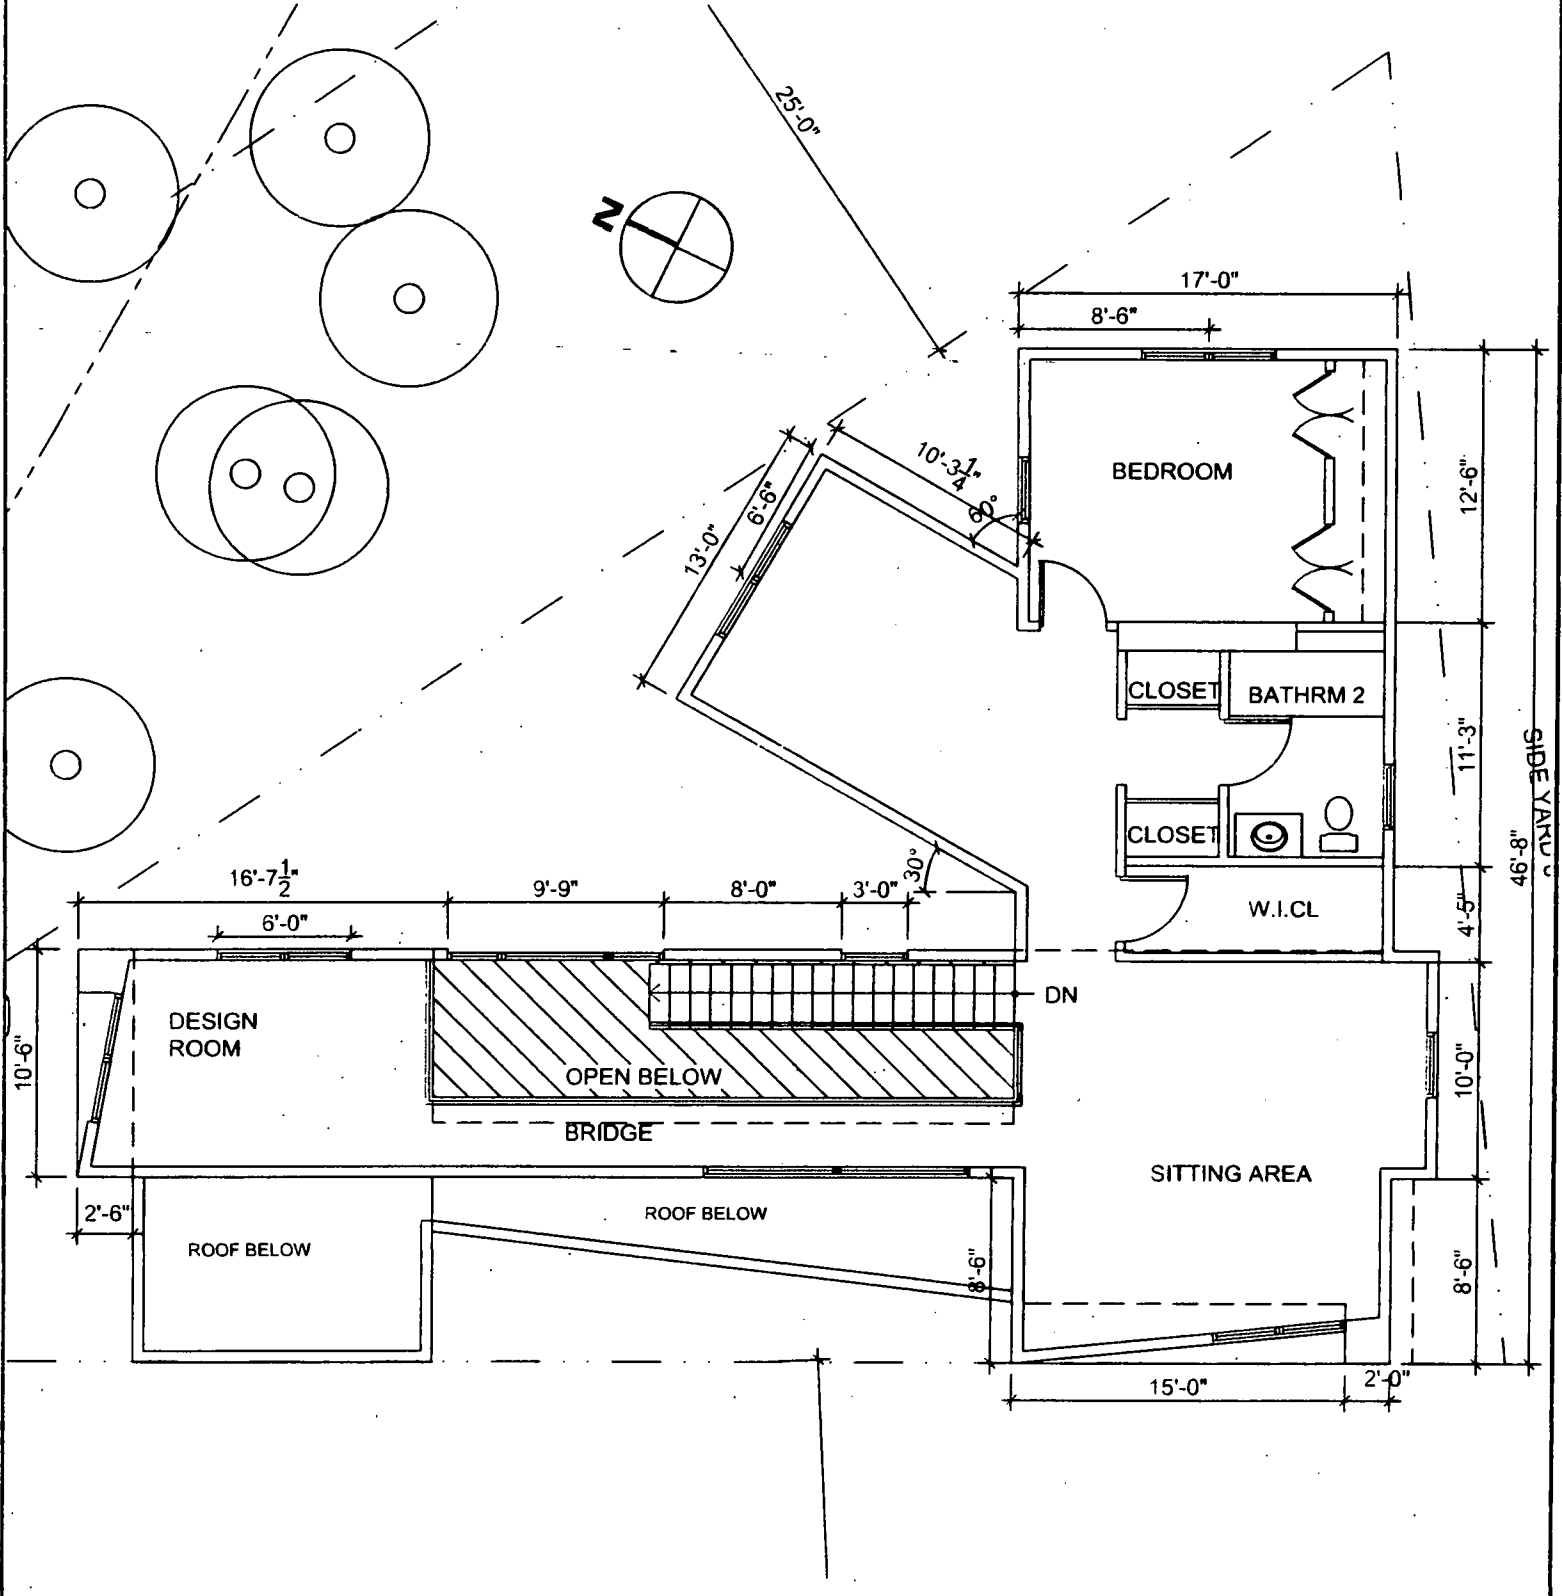 25'-0"
N
17'-0"
8'-6"
10'-3 1/4"
60°
6'-6"
13'-0"
BEDROOM
12'-6"
CLOSET
BATHRM 2
11'-3"
SIDE YARD
46'-8"
CLOSET
30°
16'-7 1/2"
9'-9"
8'-0"
3'-0"
6'-0"
W.I.CL
4'-5"
DN
DESIGN
ROOM
10'-6"
OPEN BELOW
10'-0"
BRIDGE
SITTING AREA
2'-6"
ROOF BELOW
ROOF BELOW
8'-6"
8'-6"
15'-0"
2'-0"